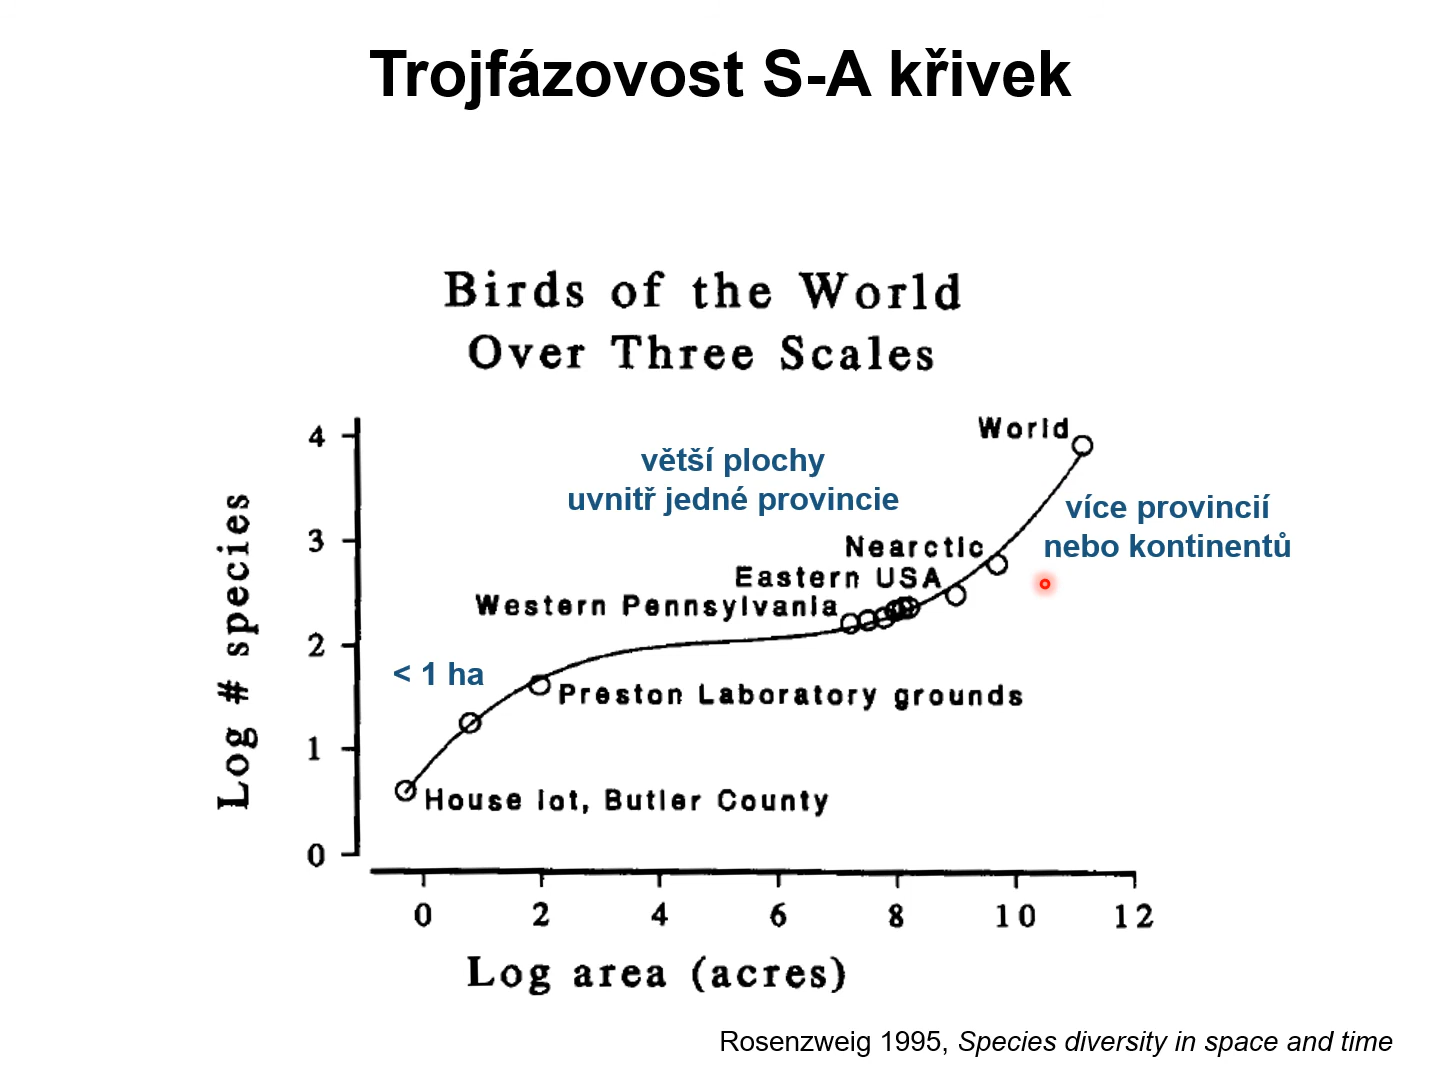 Trojfázovost S-A křivek
Birds of the World
Over Three Scales
World
větší plochy
uvnitř jedné provincie
více provincií
nebo kontinentů
Nearctic
Eastern USA
Western Pennsylvania
< 1 ha
Preston Laboratory grounds
House lot, Butler County
Log # species
4
3
2
1
0
0 2 4 6 8 10 12
Log area (acres)
Rosenzweig 1995, Species diversity in space and time